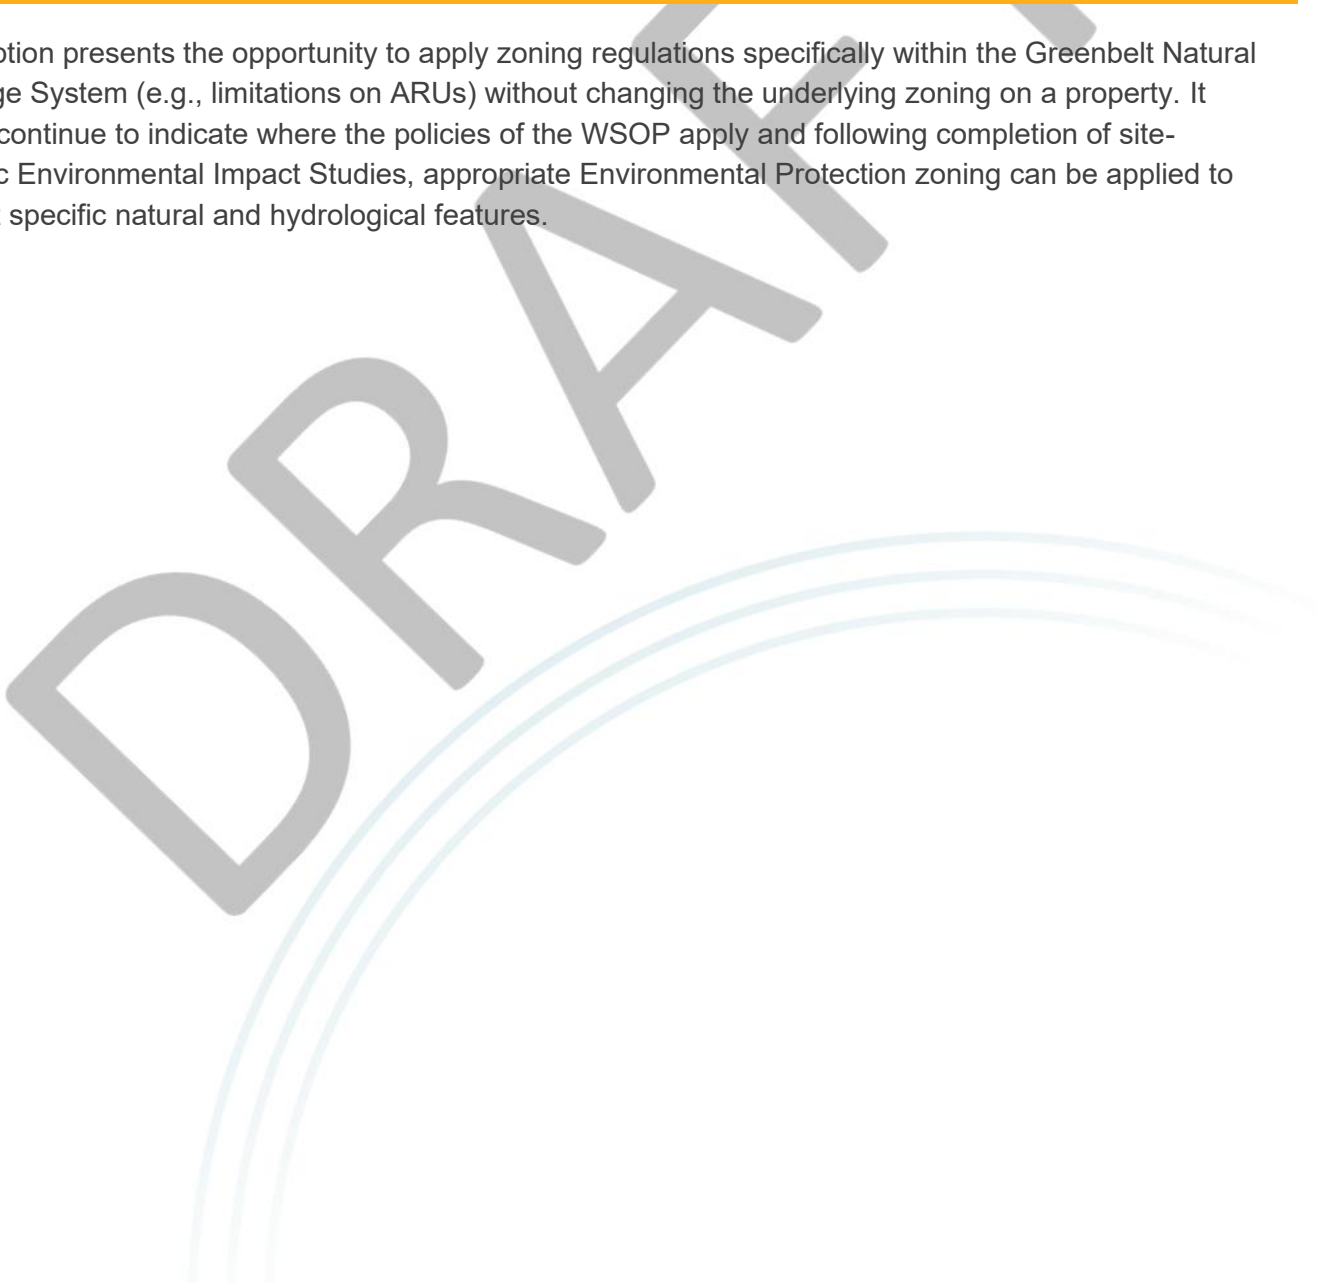 otion presents the opportunity to apply zoning regulations specifically within the Greenbelt Natural
ge System (e.g., limitations on ARUs) without changing the underlying zoning on a property. It
continue to indicate where the policies of the WSOP apply and following completion of site-
c Environmental Impact Studies, appropriate Environmental Protection zoning can be applied to
specific natural and hydrological features.
DRAF